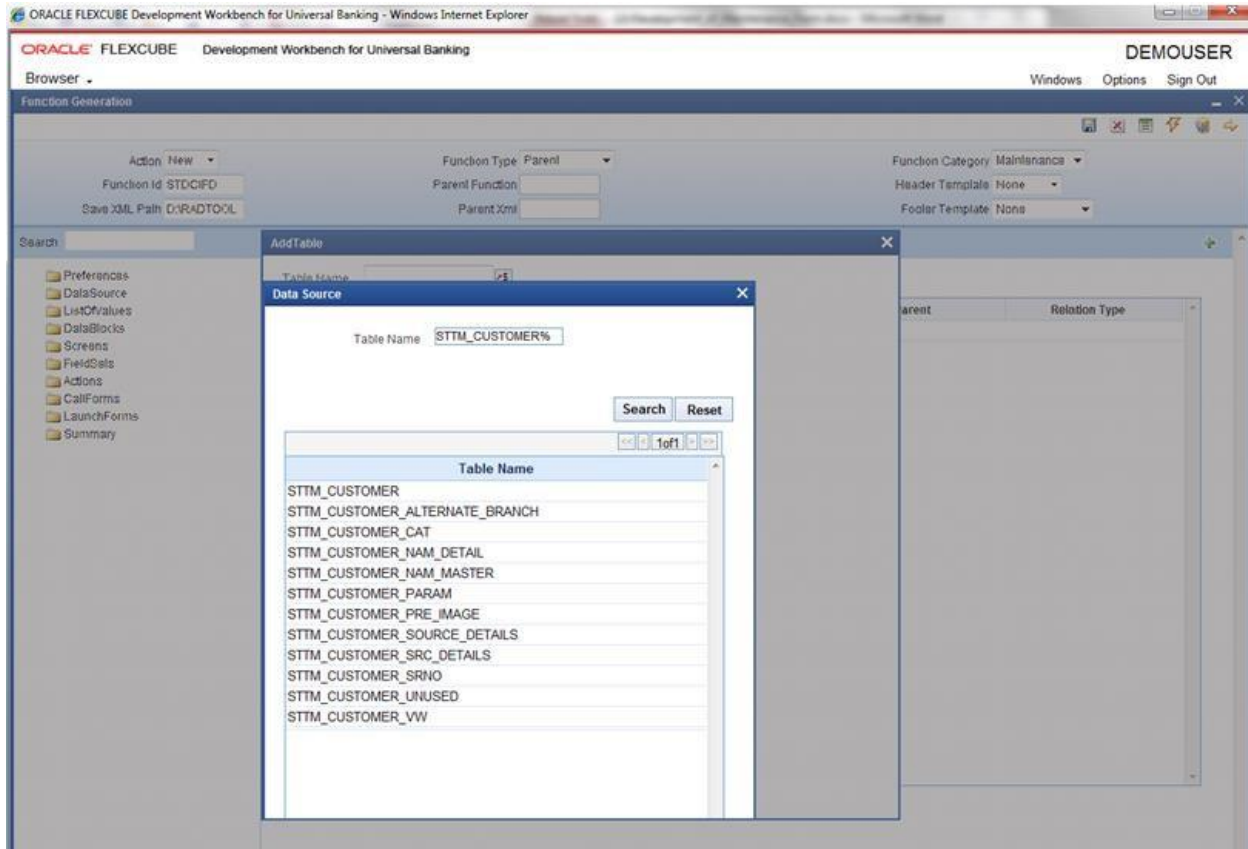 ORACLE FLEXCUBE Development Workbench for Universal Banking - Windows Internet Explorer
ORACLE FLEXCUBE Development Workbench for Universal Banking
DEMOUSER
Browser
Windows Options Sign Out
Function Generation
Action New Function Type Parent Function Category Maintenance
Function Id STDCIFD Parent Function Header Template None
Save XML Path D:\RADTOOL Parent Xml Footer Template None
Search
AddTable
Preferences
DataSource
ListOfValues
DataBlocks
Screens
FieldSets
Actions
CallForms
LaunchForms
Summary
Table Name
Data Source
Relation Type
Table Name STTM_CUSTOMER%
Search Reset
<< < 1of1 > >>
Table Name
STTM_CUSTOMER
STTM_CUSTOMER_ALTERNATE_BRANCH
STTM_CUSTOMER_CAT
STTM_CUSTOMER_NAM_DETAIL
STTM_CUSTOMER_NAM_MASTER
STTM_CUSTOMER_PARAM
STTM_CUSTOMER_PRE_IMAGE
STTM_CUSTOMER_SOURCE_DETAILS
STTM_CUSTOMER_SRC_DETAILS
STTM_CUSTOMER_SRNO
STTM_CUSTOMER_UNUSED
STTM_CUSTOMER_VW